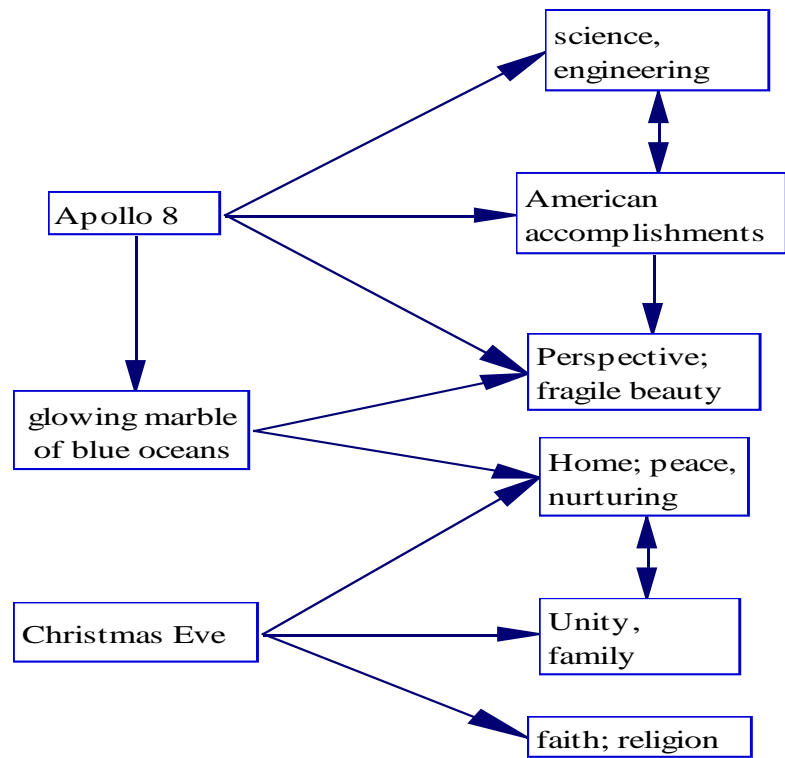 science,
engineering
American
accomplishments
Apollo 8
Perspective;
fragile beauty
glowing marble
of blue oceans
Home; peace,
nurturing
Christmas Eve
Unity,
family
faith; religion